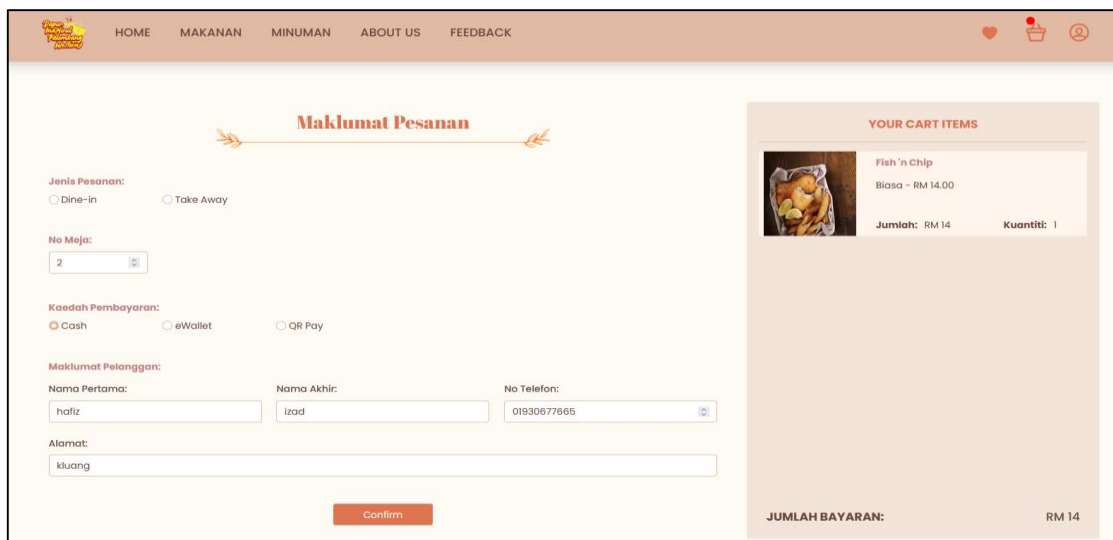 HOME MAKANAN MINUMAN ABOUT US FEEDBACK
Maklumat Pesanan
Jenis Pesanan:
Dine-in Take Away
No Meja:
2
Kaedah Pembayaran:
Cash eWallet QR Pay
Maklumat Pelanggan:
Nama Pertama: Nama Akhir: No Telefon:
hafiz izad 01930677665
Alamat:
kluang
Confirm
YOUR CART ITEMS
Fish 'n Chip
Biasa - RM 14.00
Jumlah: RM 14 Kuantiti: 1
JUMLAH BAYARAN: RM 14